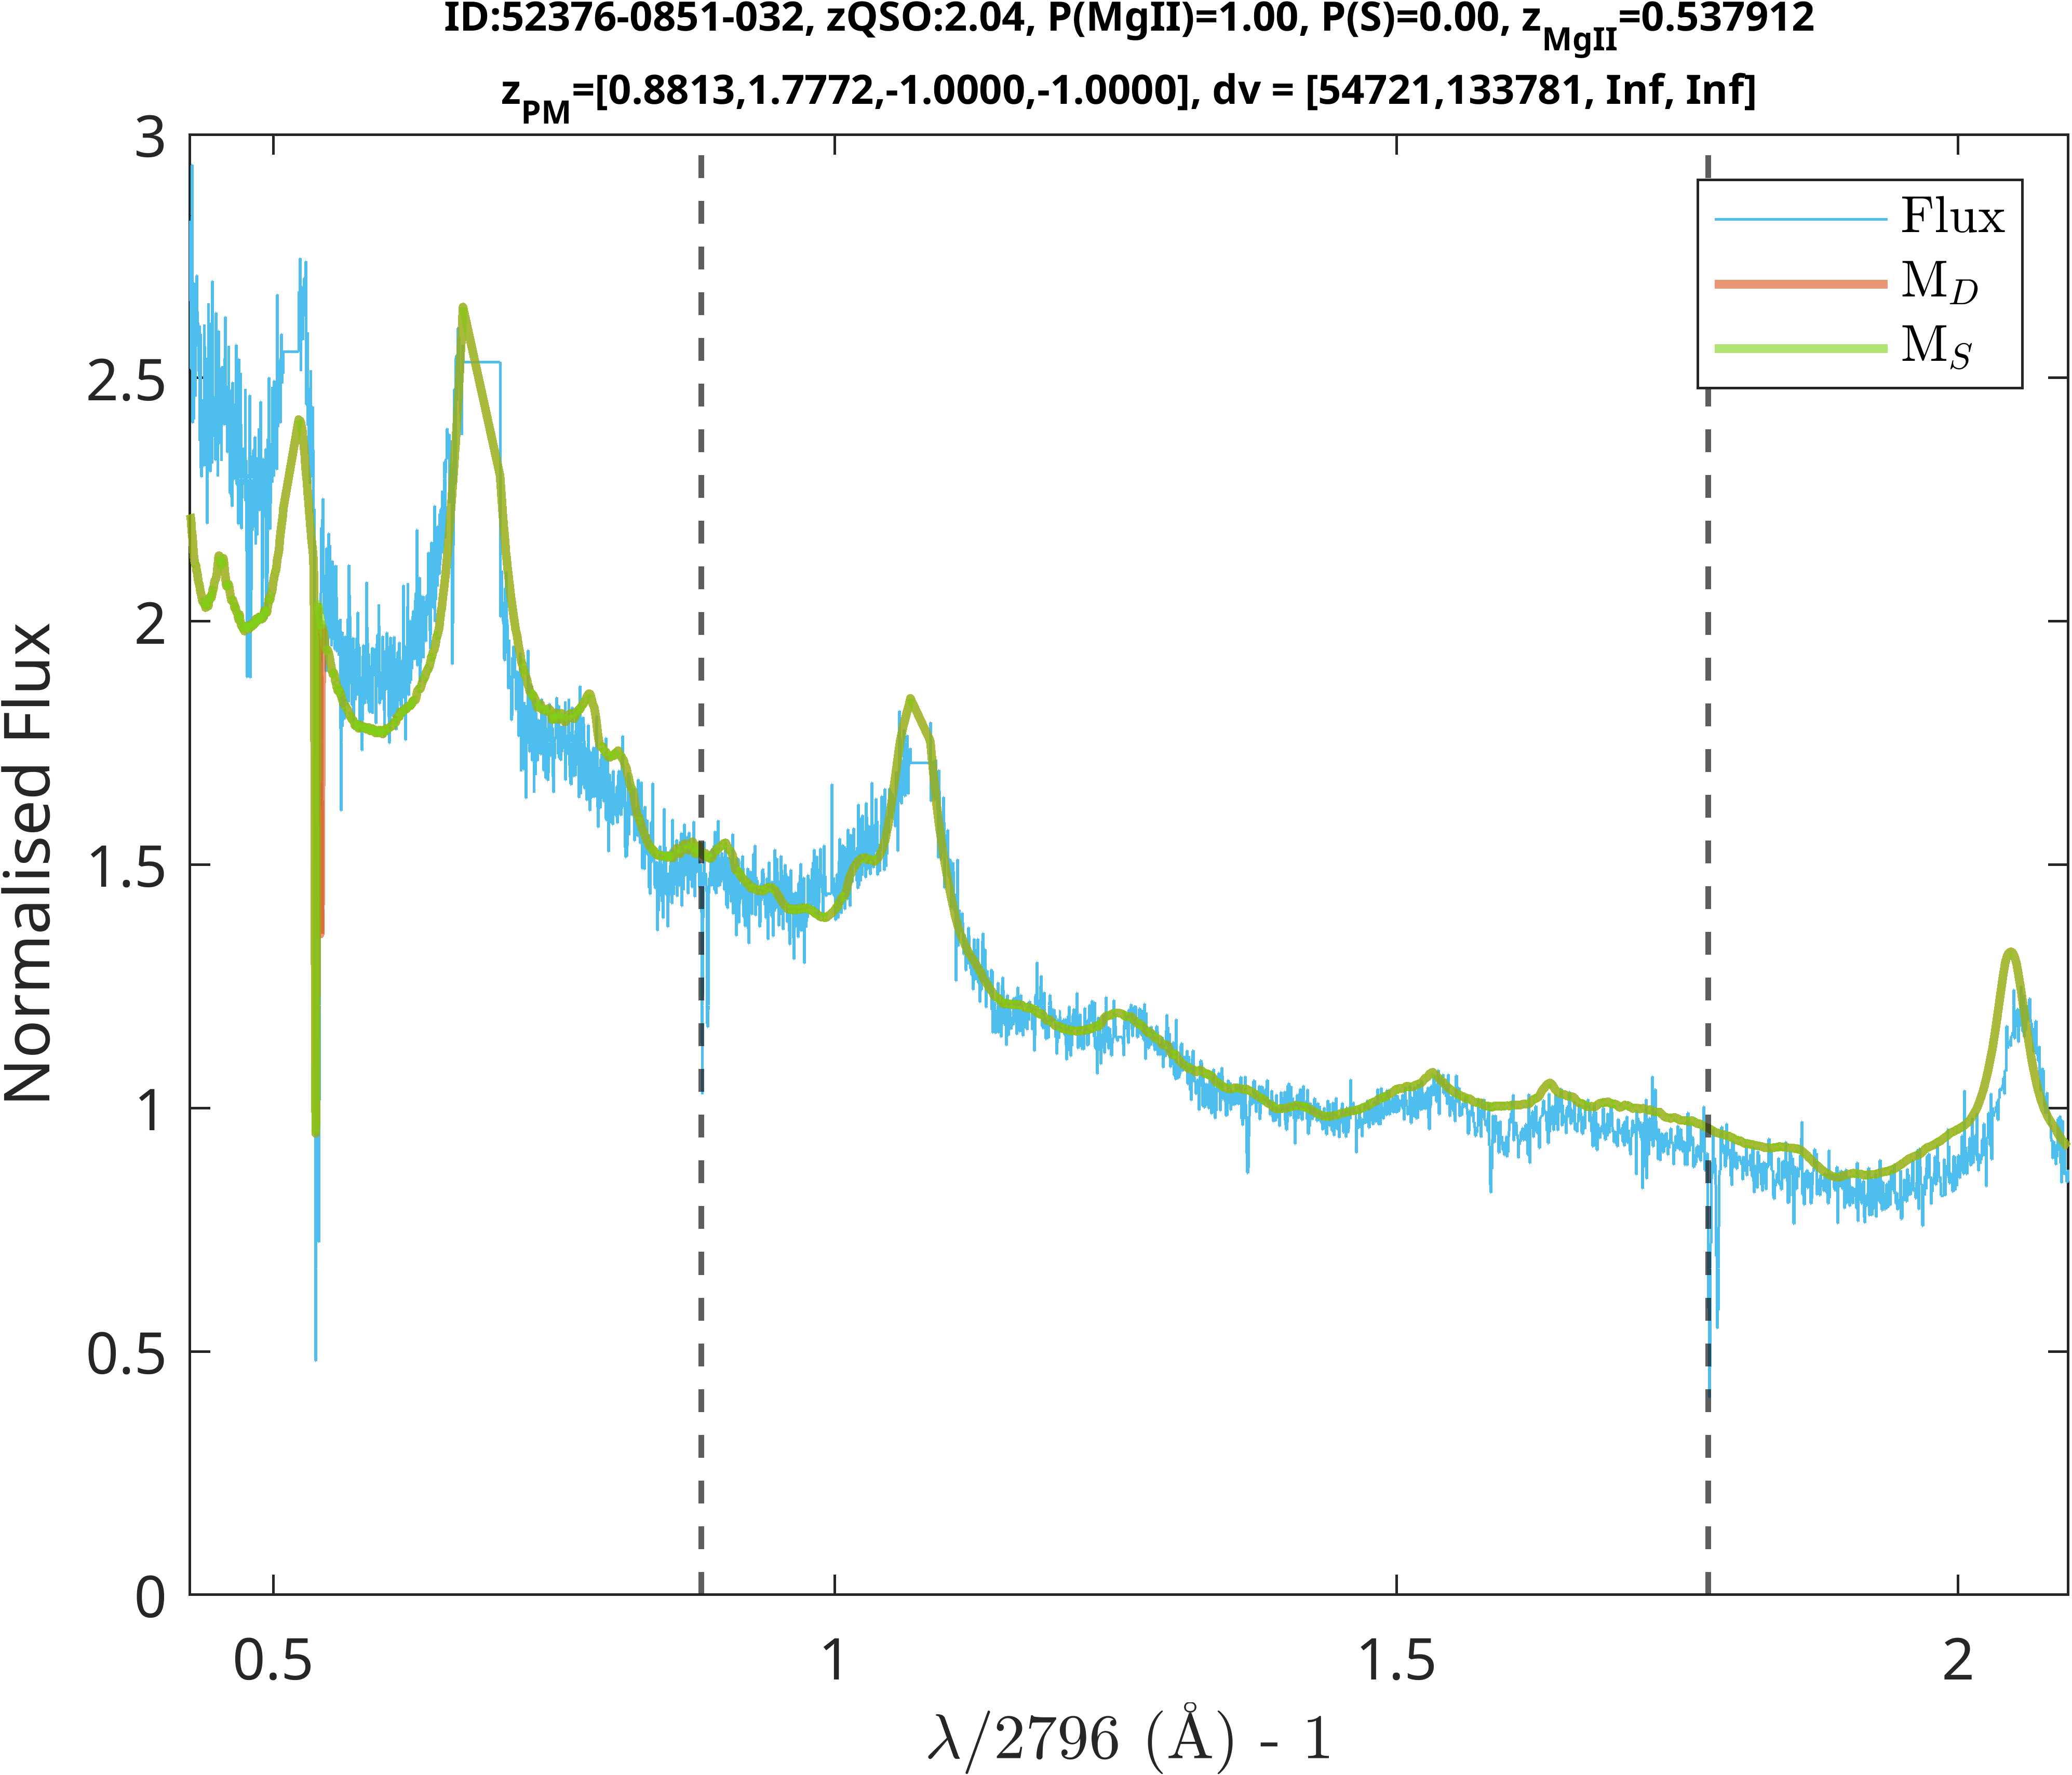 ID:52376-0851-032, zQSO:2.04, P(MgII)=1.00, P(S)=0.00, zMgII=0.537912
zPM=[0.8813,1.7772,-1.0000,-1.0000], dv = [54721,133781, Inf, Inf]
3
2.5
2
1.5
1
0.5
0
Normalised Flux
Flux
MD
MS
0.5 1 1.5 2
λ/2796 (Å) - 1